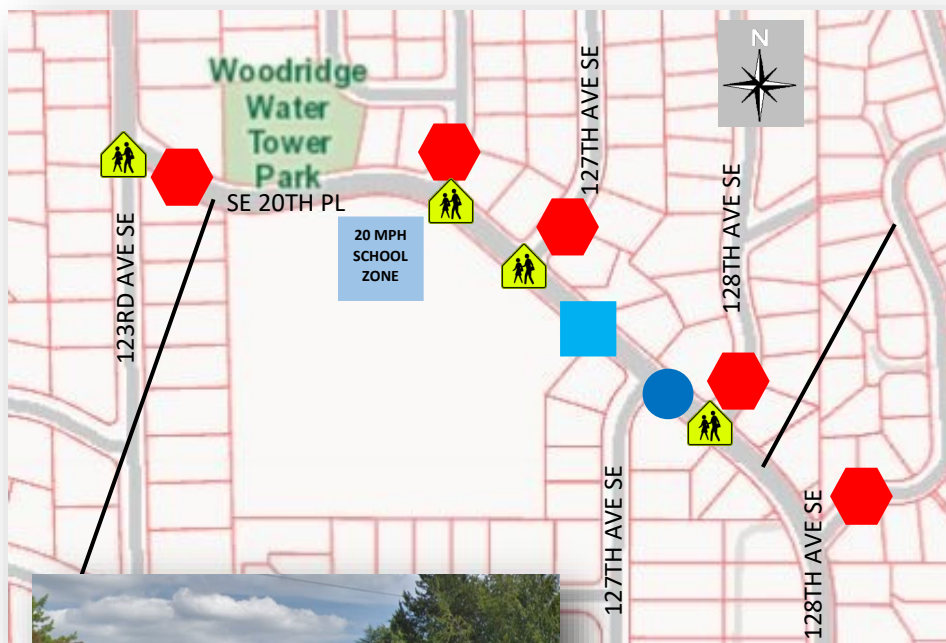 N
Woodridge
Water
Tower
Park
127TH AVE SE
SE 20TH PL
128TH AVE SE
20 MPH
SCHOOL
ZONE
123RD AVE SE
127TH AVE SE
128TH AVE SE